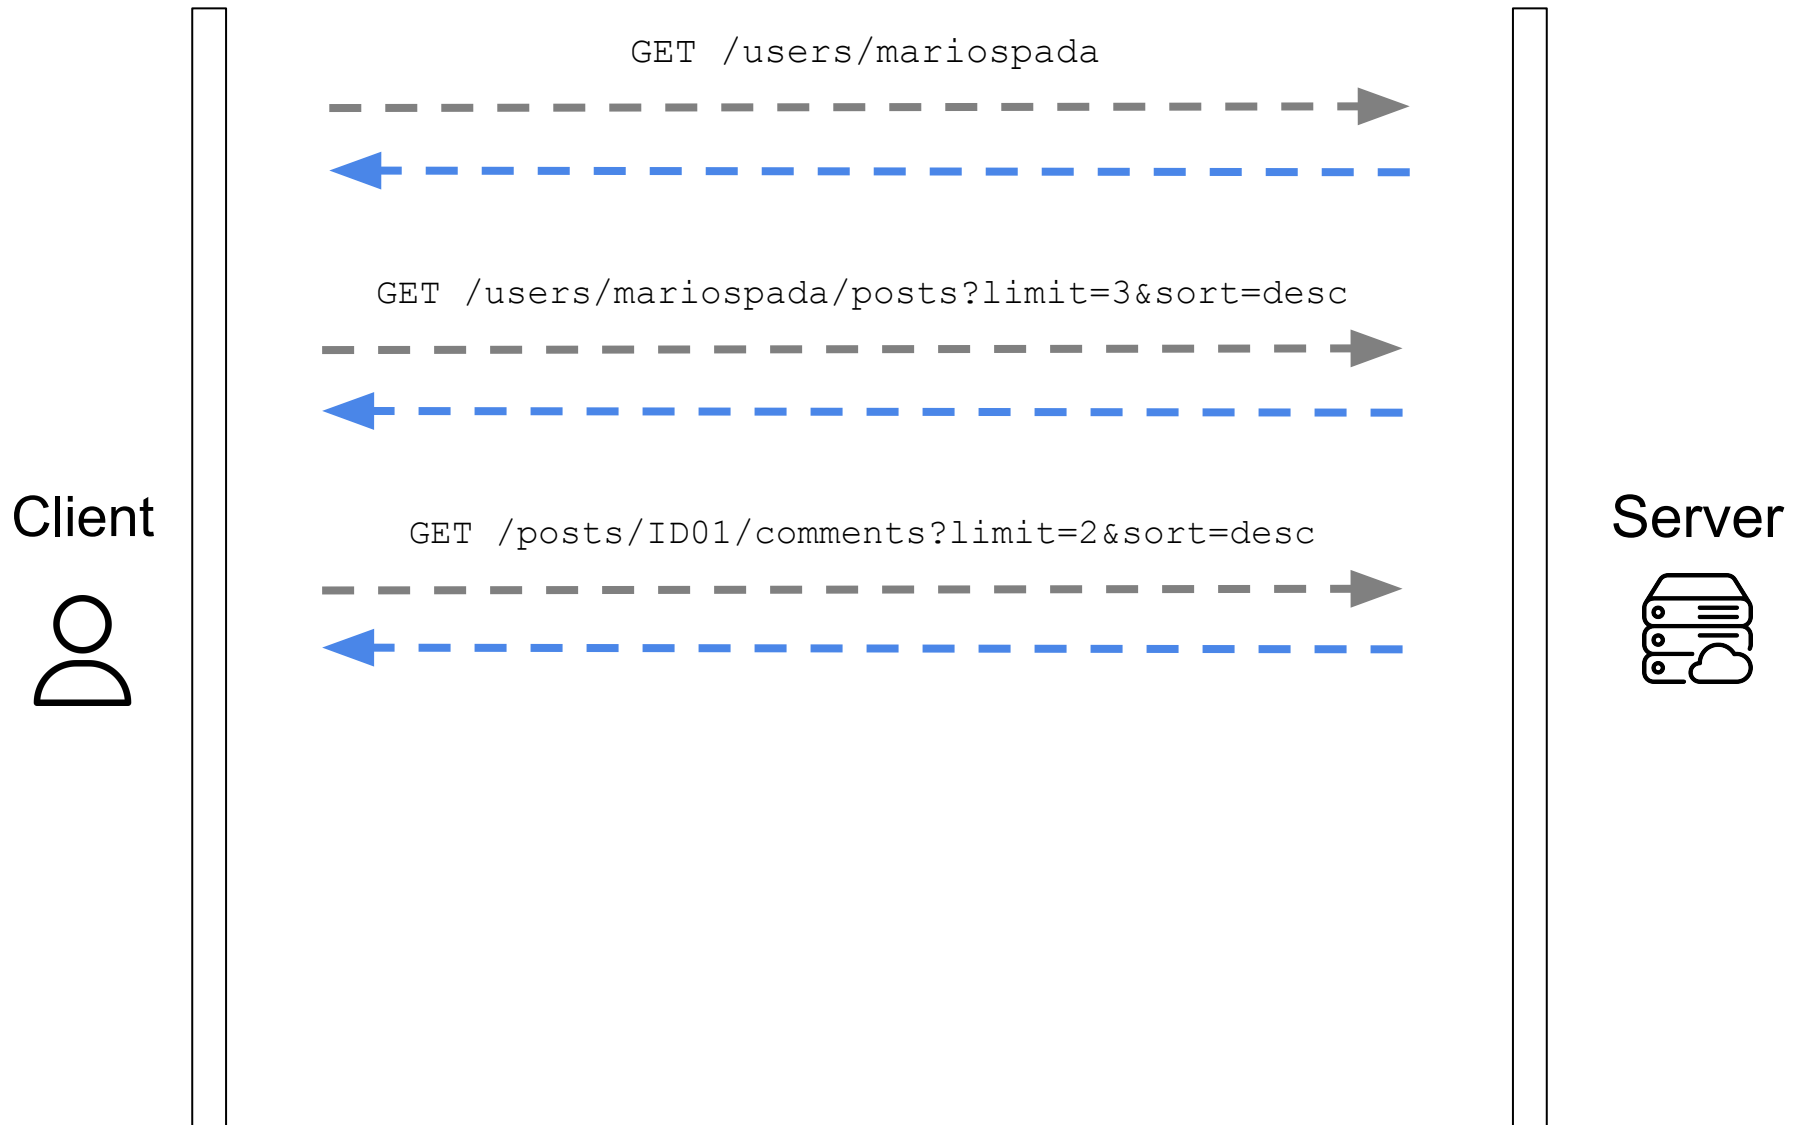 GET /users/mariospada
GET /users/mariospada/posts?limit=3&sort=desc
Client
Server
GET /posts/ID01/comments?limit=2&sort=desc